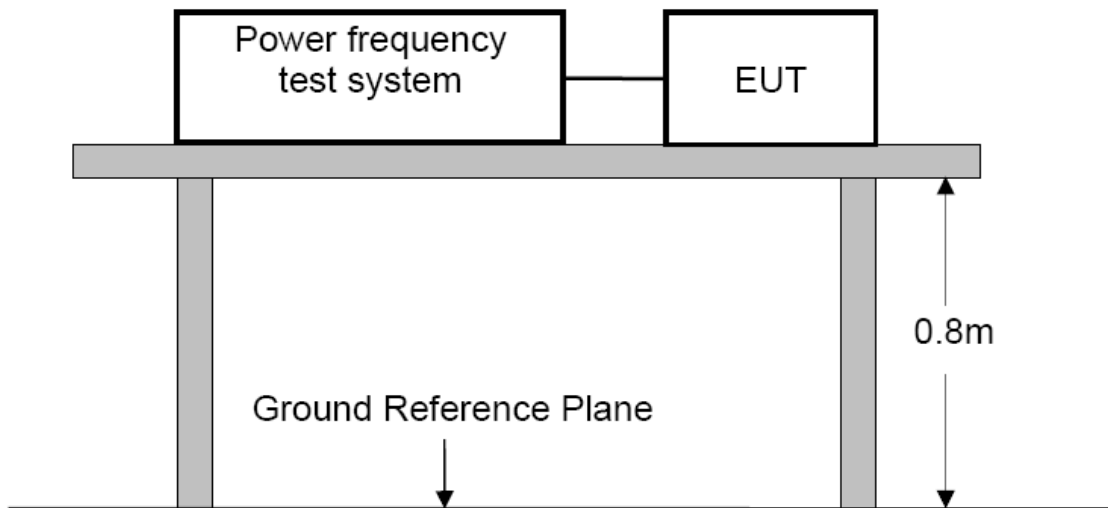 Power frequency
test system
EUT
0.8m
Ground Reference Plane